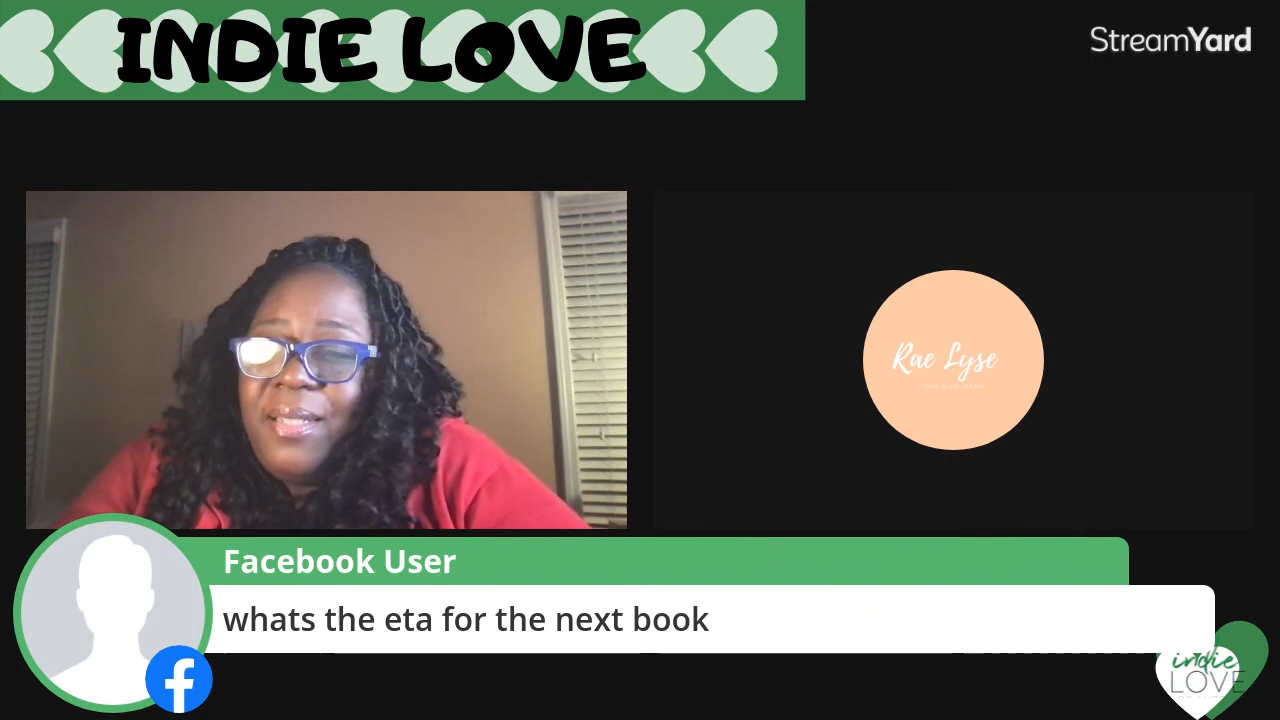 INDIE LOVE
StreamYard
Rae Lyse
Facebook User
whats the eta for the next book
indie
LOVE